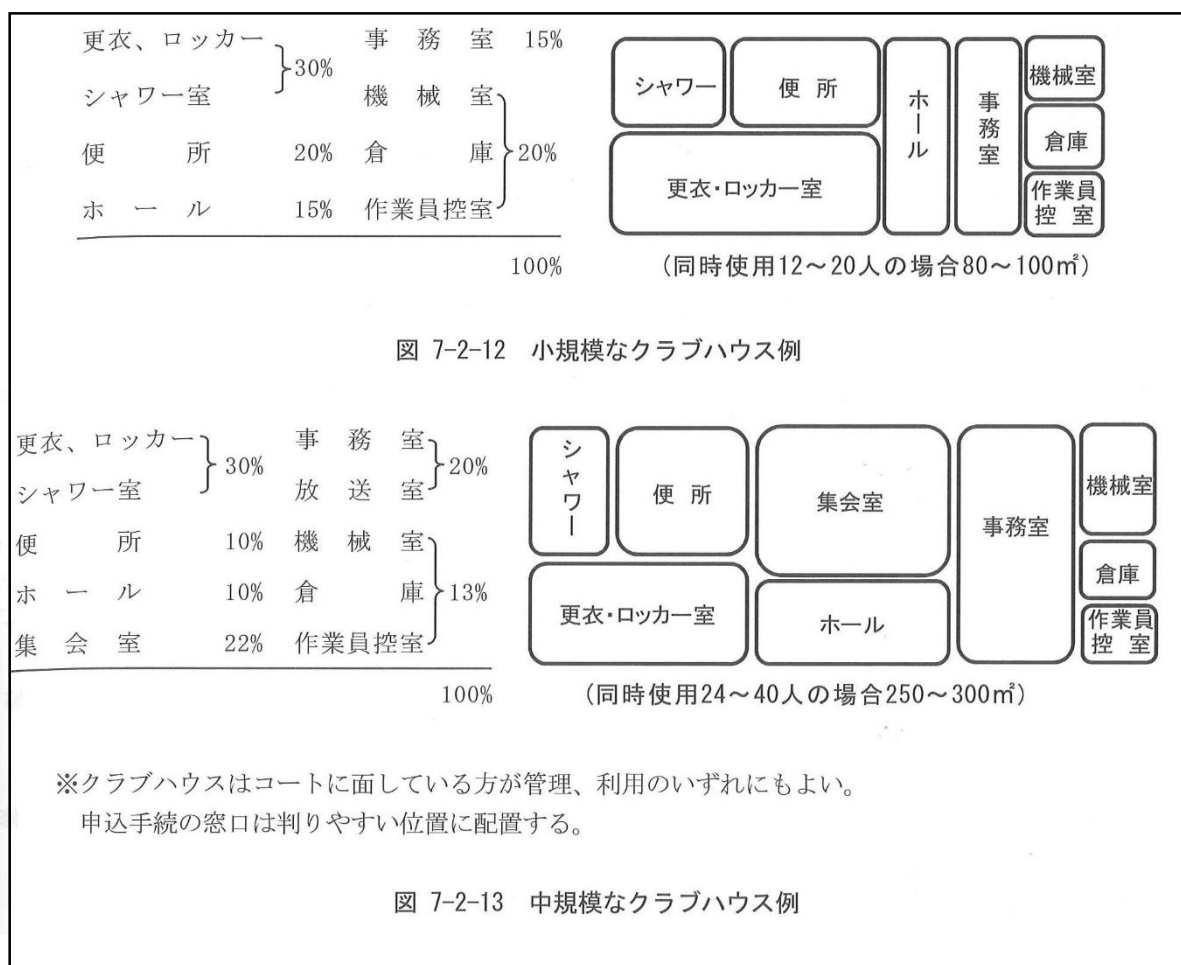 更衣、ロッカー 30% 事務室 15%
シャワー室 機械室
便所 20% 倉庫 20%
ホール 15% 作業員控室
100%
シャワー
便所
更衣・ロッカー室
ホール
事務室
機械室
倉庫
作業員
控室
(同時使用12～20人の場合80～100㎡)
図 7-2-12 小規模なクラブハウス例
更衣、ロッカー 30% 事務室 20%
シャワー室 放送室
便所 10% 機械室
ホール 10% 倉庫 13%
集会室 22% 作業員控室
100%
シャワー
便所
更衣・ロッカー室
集会室
ホール
事務室
機械室
倉庫
作業員
控室
(同時使用24～40人の場合250～300㎡)
※クラブハウスはコートに面している方が管理、利用のいずれにもよい。
申込手続の窓口は判りやすい位置に配置する。
図 7-2-13 中規模なクラブハウス例